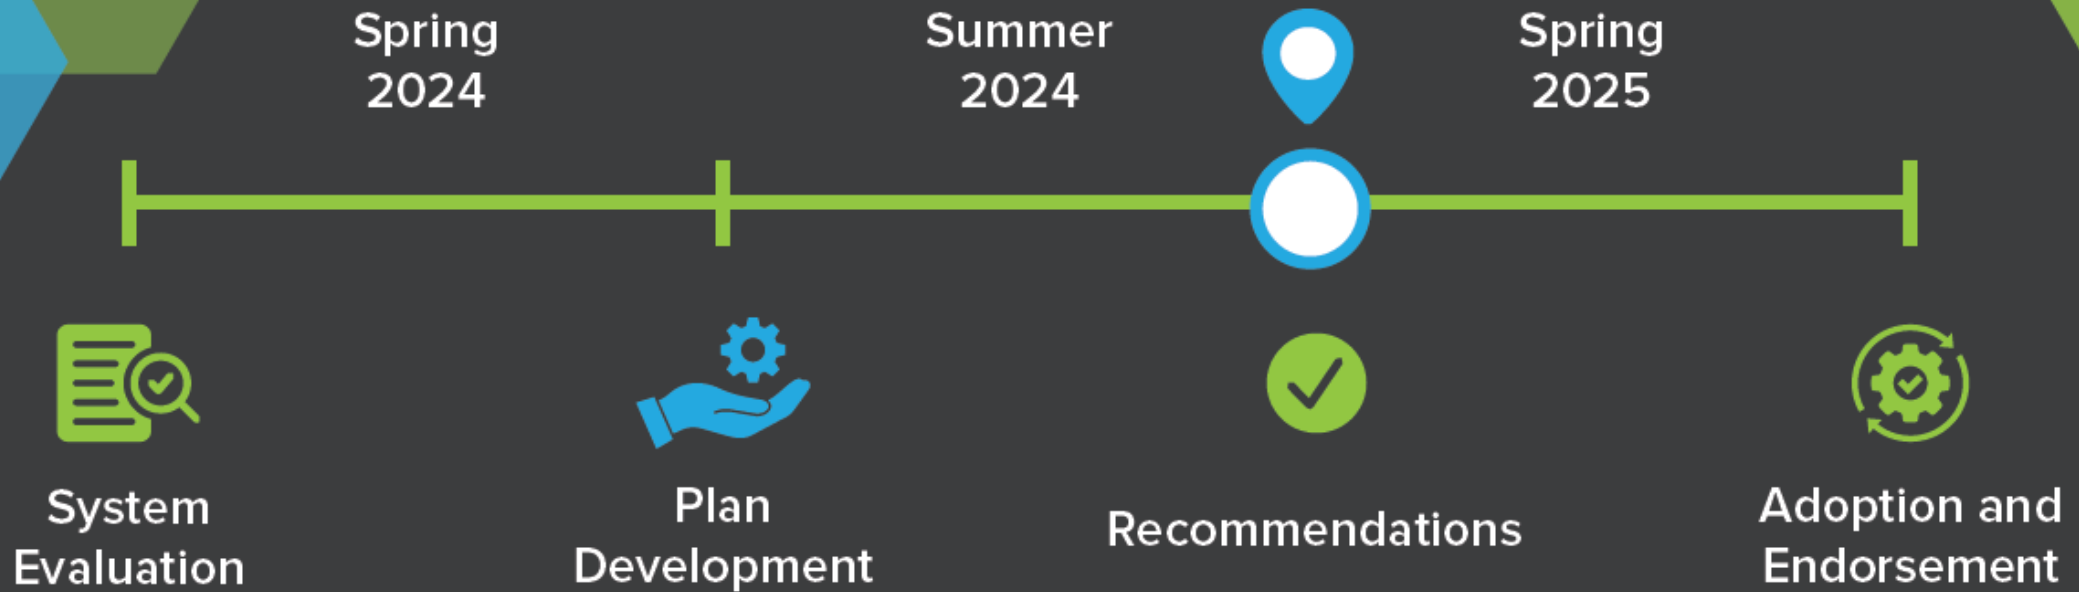 Spring
2024
Summer
2024
Spring
2025
System
Evaluation
Plan
Development
Recommendations
Adoption and
Endorsement